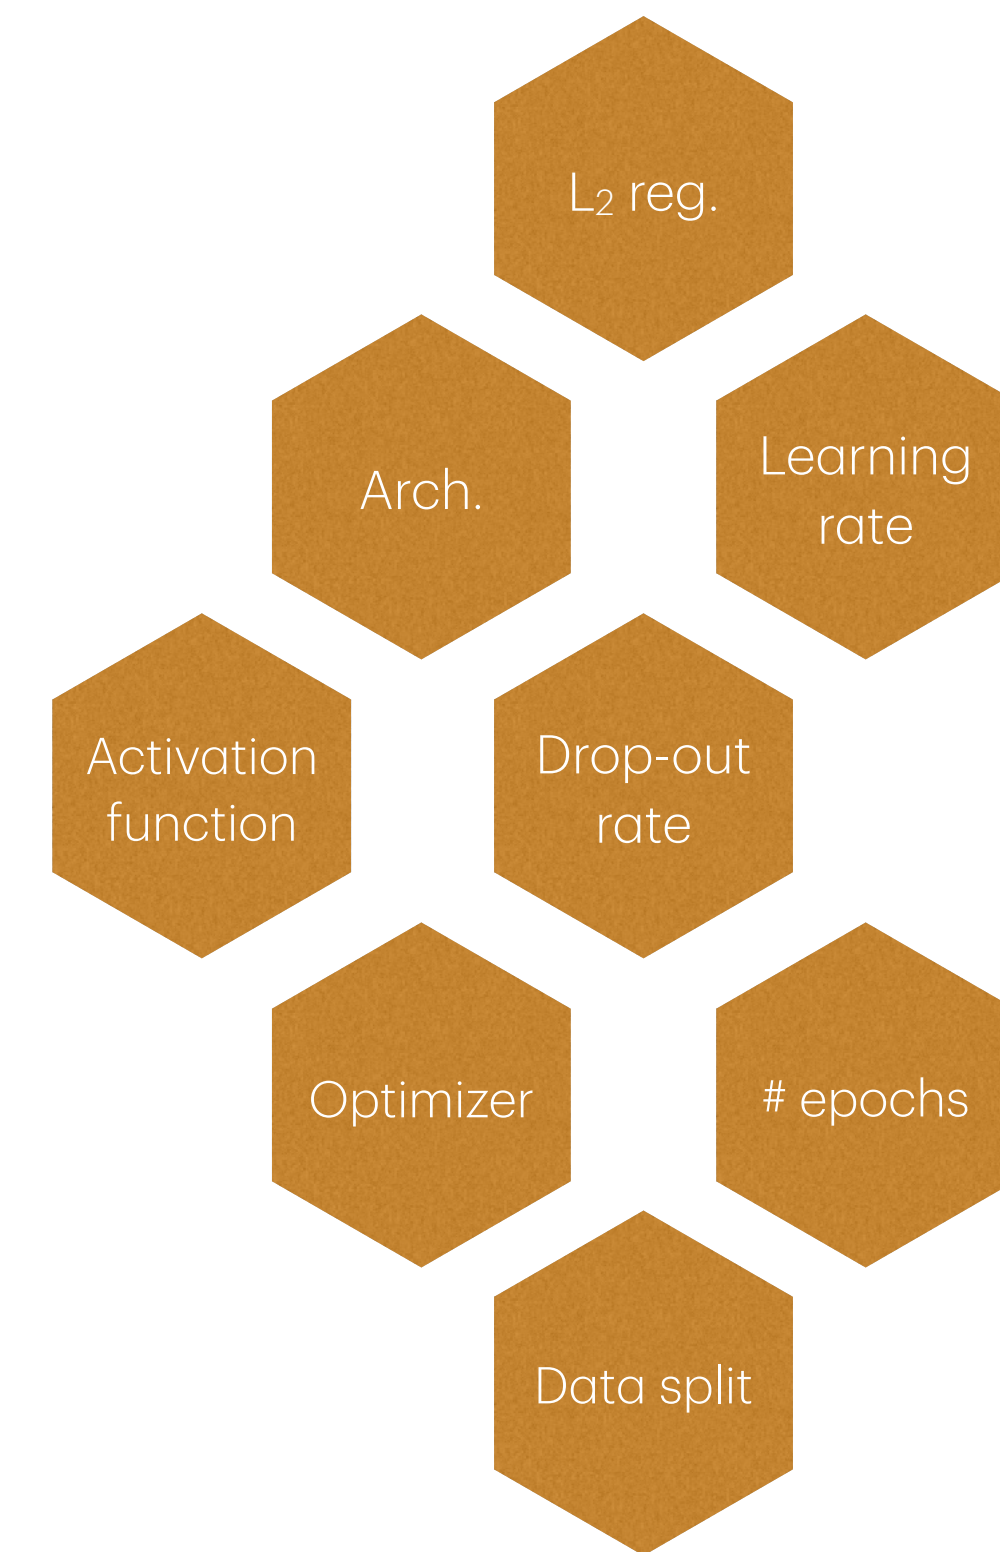 L₂ reg.
Arch.
Learning
rate
Activation
function
Drop-out
rate
Optimizer
# epochs
Data split